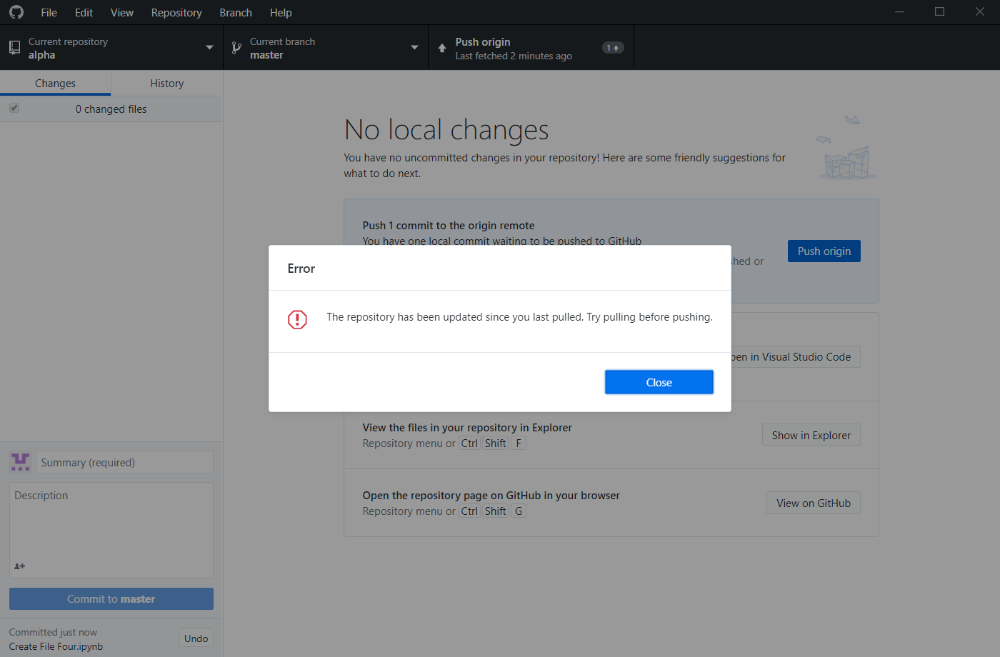 File Edit View Repository Branch Help
Current repository
alpha
Current branch
master
Push origin
Last fetched 2 minutes ago
1
Changes
History
0 changed files
No local changes
You have no uncommitted changes in your repository! Here are some friendly suggestions for
what to do next.
Push 1 commit to the origin remote
You have one local commit waiting to be pushed to GitHub
hed or
Push origin
Error
The repository has been updated since you last pulled. Try pulling before pushing.
Close
pen in Visual Studio Code
View the files in your repository in Explorer
Repository menu or Ctrl Shift F
Show in Explorer
Open the repository page on GitHub in your browser
Repository menu or Ctrl Shift G
View on GitHub
Summary (required)
Description
Commit to master
Committed just now
Create File Four.ipynb
Undo